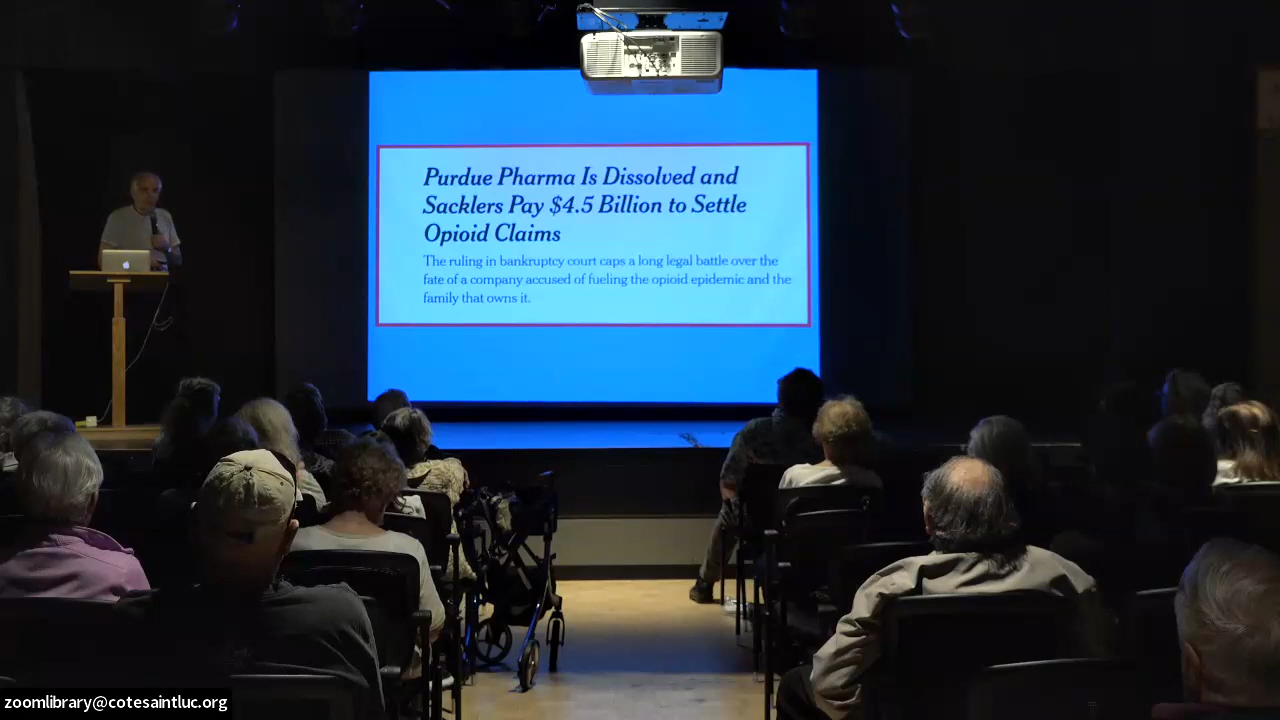 Purdue Pharma Is Dissolved and
Sacklers Pay $4.5 Billion to Settle
Opioid Claims
The ruling in bankruptcy court caps a long legal battle over the
fate of a company accused of fueling the opioid epidemic and the
family that owns it.
zoomlibrary@cotesaintluc.org